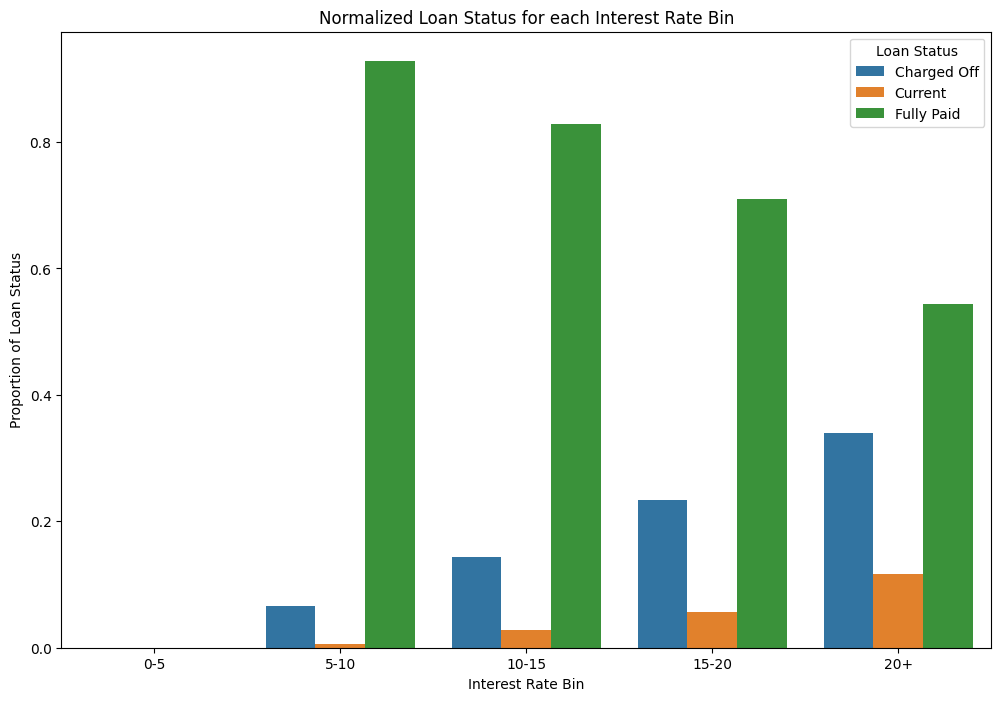 Normalized Loan Status for each Interest Rate Bin
Loan Status
Charged Off
Current
Fully Paid
Proportion of Loan Status
0.8
0.6
0.4
0.2
0.0
0-5
5-10
10-15
15-20
20+
Interest Rate Bin